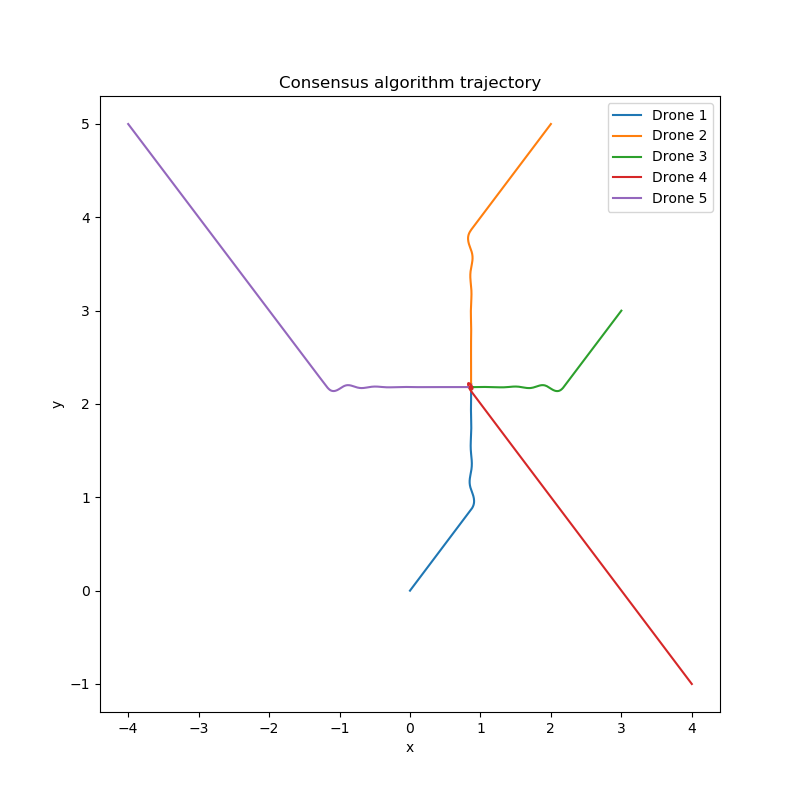 Consensus algorithm trajectory
Drone 1
Drone 2
Drone 3
Drone 4
Drone 5
5
4
3
2
1
0
−1
y
−4
−3
−2
−1
0
1
2
3
4
x